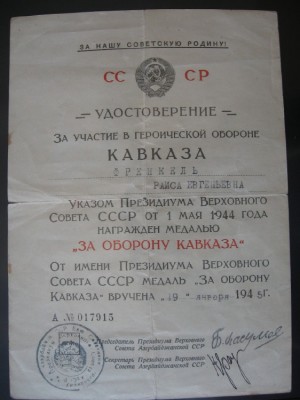 ЗА НАШУ СОВЕТСКУЮ РОДИНУ!
СС СР
УДОСТОВЕРЕНИЕ
ЗА УЧАСТИЕ В ГЕРОИЧЕСКОЙ ОБОРОНЕ
КАВКАЗА
ФРЕНКЕЛЬ
РАИСА ЕВГЕНЬЕВНА
УКАЗОМ ПРЕЗИДИУМА ВЕРХОВНОГО
СОВЕТА СССР ОТ 1 МАЯ 1944 ГОДА
НАГРАЖДЕН МЕДАЛЬЮ
„ЗА ОБОРОНУ КАВКАЗА“
ОТ ИМЕНИ ПРЕЗИДИУМА ВЕРХОВНОГО
СОВЕТА СССР МЕДАЛЬ „ЗА ОБОРОНУ
КАВКАЗА“ ВРУЧЕНА „19“ января 1945г.
А № 017913
Председатель Президиума Верховного
Совета Азербайджанской ССР
Секретарь Президиума Верховного
Совета Азербайджанской ССР